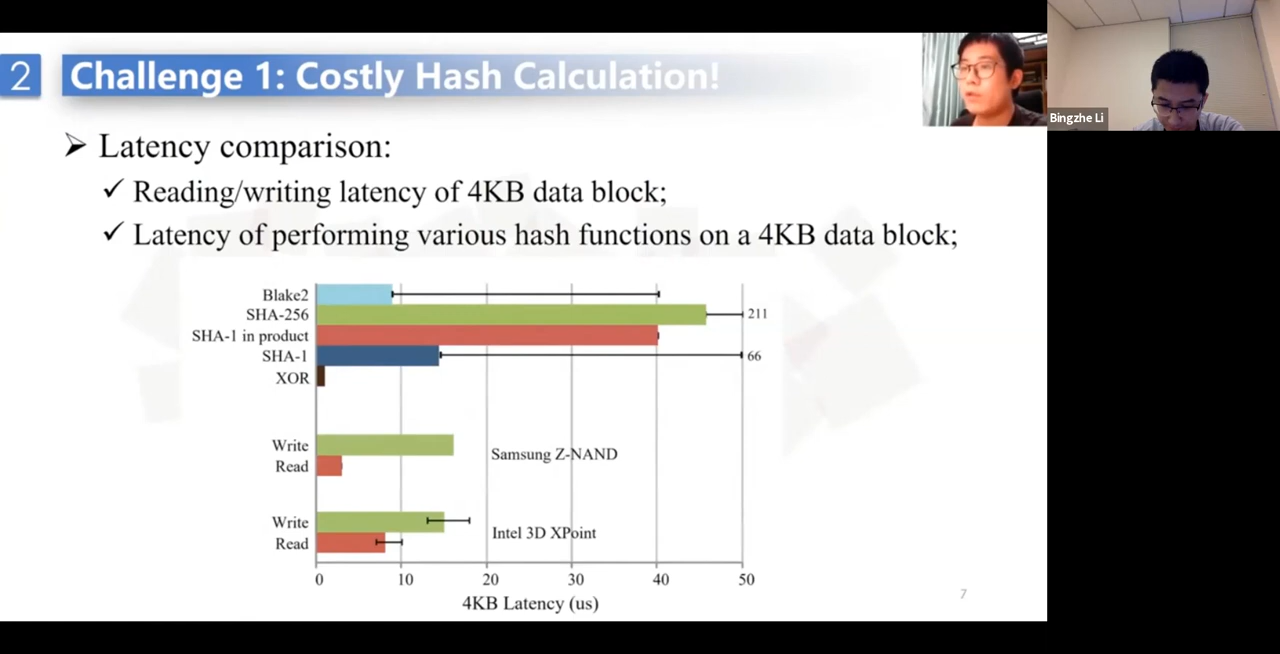 2 Challenge 1: Costly Hash Calculation!
Bingzhe Li
➤ Latency comparison:
✓ Reading/writing latency of 4KB data block;
✓ Latency of performing various hash functions on a 4KB data block;
Blake2
SHA-256
211
SHA-1 in product
SHA-1
66
XOR
Write
Samsung Z-NAND
Read
Write
Intel 3D XPoint
Read
0 10 20 30 40 50
4KB Latency (us)
7